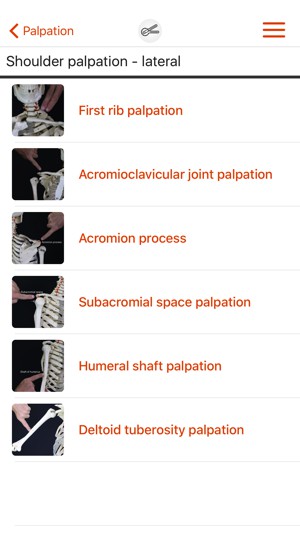 Palpation
Shoulder palpation - lateral
First rib palpation
Acromioclavicular joint palpation
Acromion process
Subacromial space palpation
Humeral shaft palpation
Deltoid tuberosity palpation